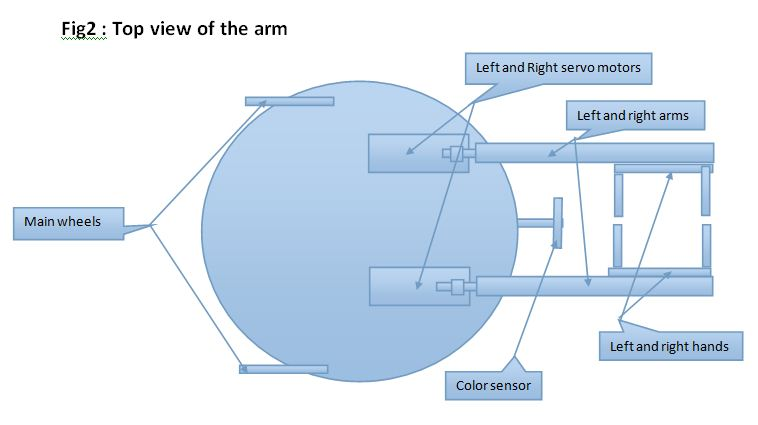 Fig2 : Top view of the arm
Left and Right servo motors
Left and right arms
Main wheels
Left and right hands
Color sensor